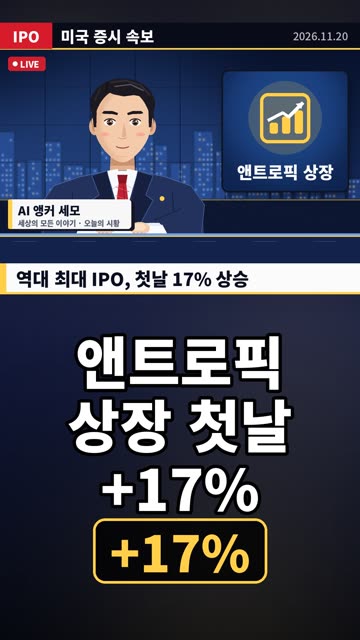 IPO 미국 증시 속보 2026.11.20
LIVE
앤트로픽 상장
AI 앵커 세모
세상의 모든 이야기 · 오늘의 시황
역대 최대 IPO, 첫날 17% 상승
앤트로픽
상장 첫날
+17%
+17%